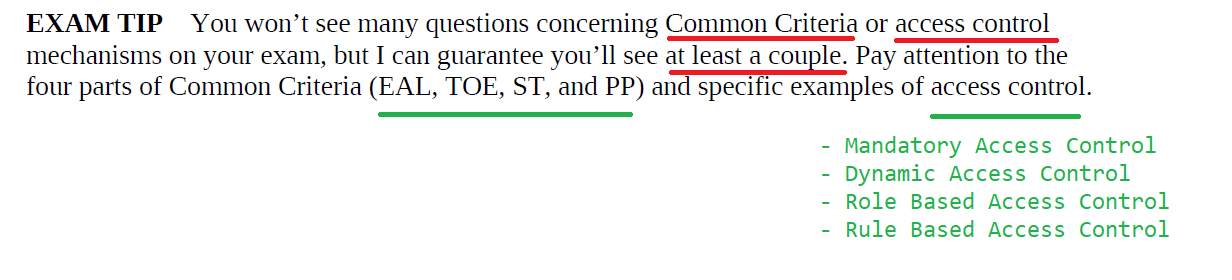 EXAM TIP You won’t see many questions concerning Common Criteria or access control
mechanisms on your exam, but I can guarantee you’ll see at least a couple. Pay attention to the
four parts of Common Criteria (EAL, TOE, ST, and PP) and specific examples of access control.
- Mandatory Access Control
- Dynamic Access Control
- Role Based Access Control
- Rule Based Access Control